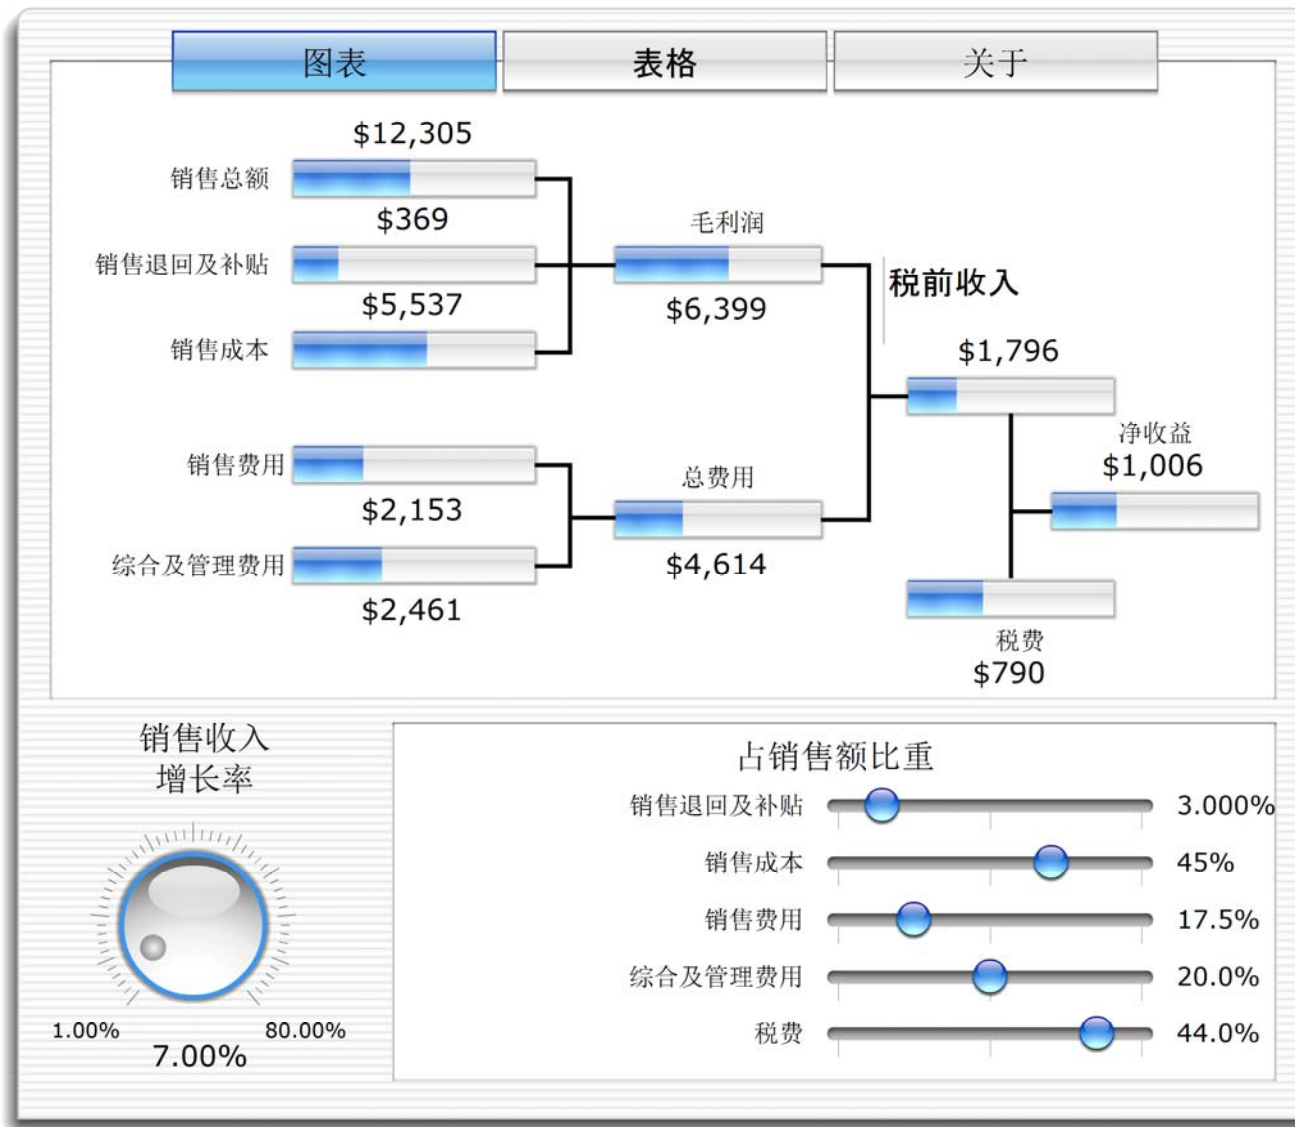 图表
表格
关于
$12,305
销售总额
$369
毛利润
销售退回及补贴
税前收入
$5,537
$6,399
销售成本
$1,796
净收益
销售费用
总费用
$1,006
$2,153
综合及管理费用
$4,614
$2,461
税费
$790
销售收入
增长率
1.00%
80.00%
7.00%
占销售额比重
销售退回及补贴 3.000%
销售成本 45%
销售费用 17.5%
综合及管理费用 20.0%
税费 44.0%